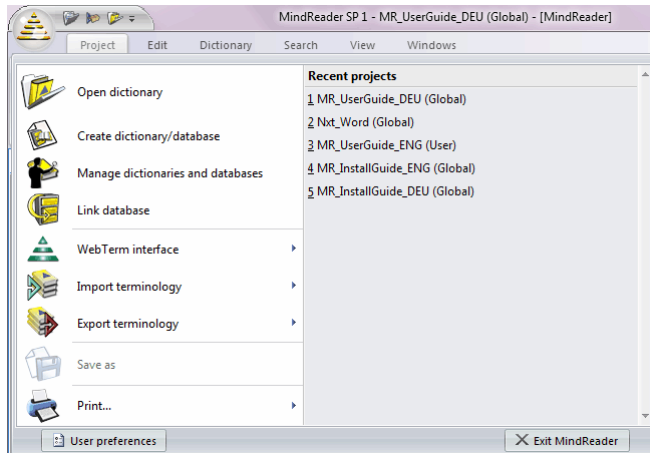 MindReader SP 1 - MR_UserGuide_DEU (Global) - [MindReader]
Project Edit Dictionary Search View Windows
Open dictionary
Create dictionary/database
Manage dictionaries and databases
Link database
WebTerm interface
Import terminology
Export terminology
Save as
Print...
Recent projects
1 MR_UserGuide_DEU (Global)
2 Nxt_Word (Global)
3 MR_UserGuide_ENG (User)
4 MR_InstallGuide_ENG (Global)
5 MR_InstallGuide_DEU (Global)
User preferences
Exit MindReader